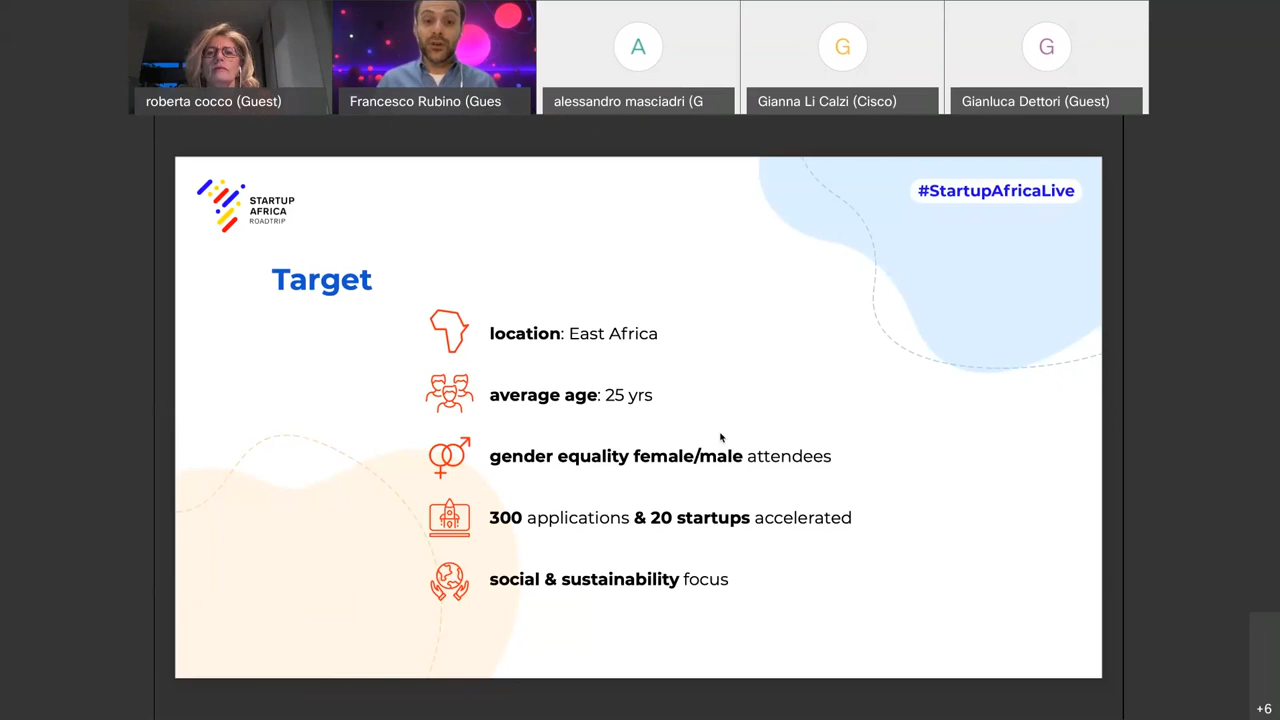 roberta cocco (Guest)
Francesco Rubino (Gues
A
alessandro masciadri (G
G
Gianna Li Calzi (Cisco)
G
Gianluca Dettori (Guest)
STARTUP
AFRICA
ROADTRIP
#StartupAfricaLive
Target
location: East Africa
average age: 25 yrs
gender equality female/male attendees
300 applications & 20 startups accelerated
social & sustainability focus
+6